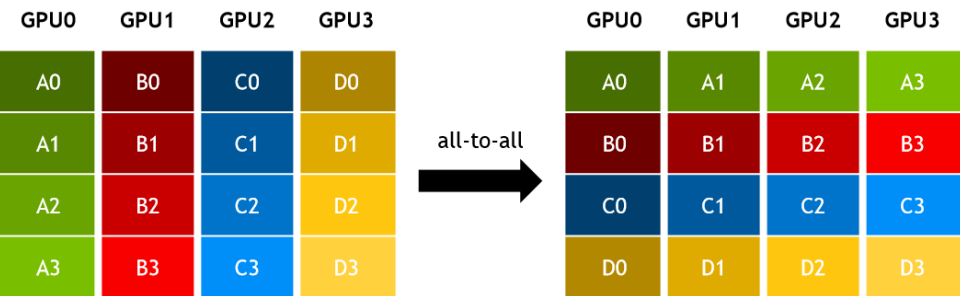 GPU0 GPU1 GPU2 GPU3 GPU0 GPU1 GPU2 GPU3
A0 B0 C0 D0 A0 A1 A2 A3
A1 B1 C1 D1 all-to-all B0 B1 B2 B3
A2 B2 C2 D2 C0 C1 C2 C3
A3 B3 C3 D3 D0 D1 D2 D3